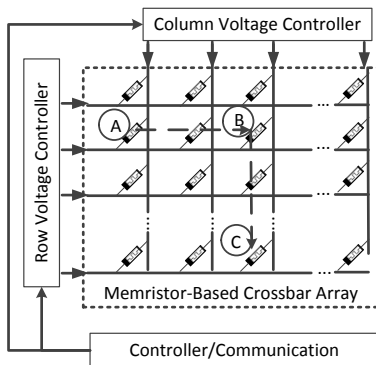 Column Voltage Controller
Row Voltage Controller
A
B
...
...
...
...
C
...
Memristor-Based Crossbar Array
Controller/Communication